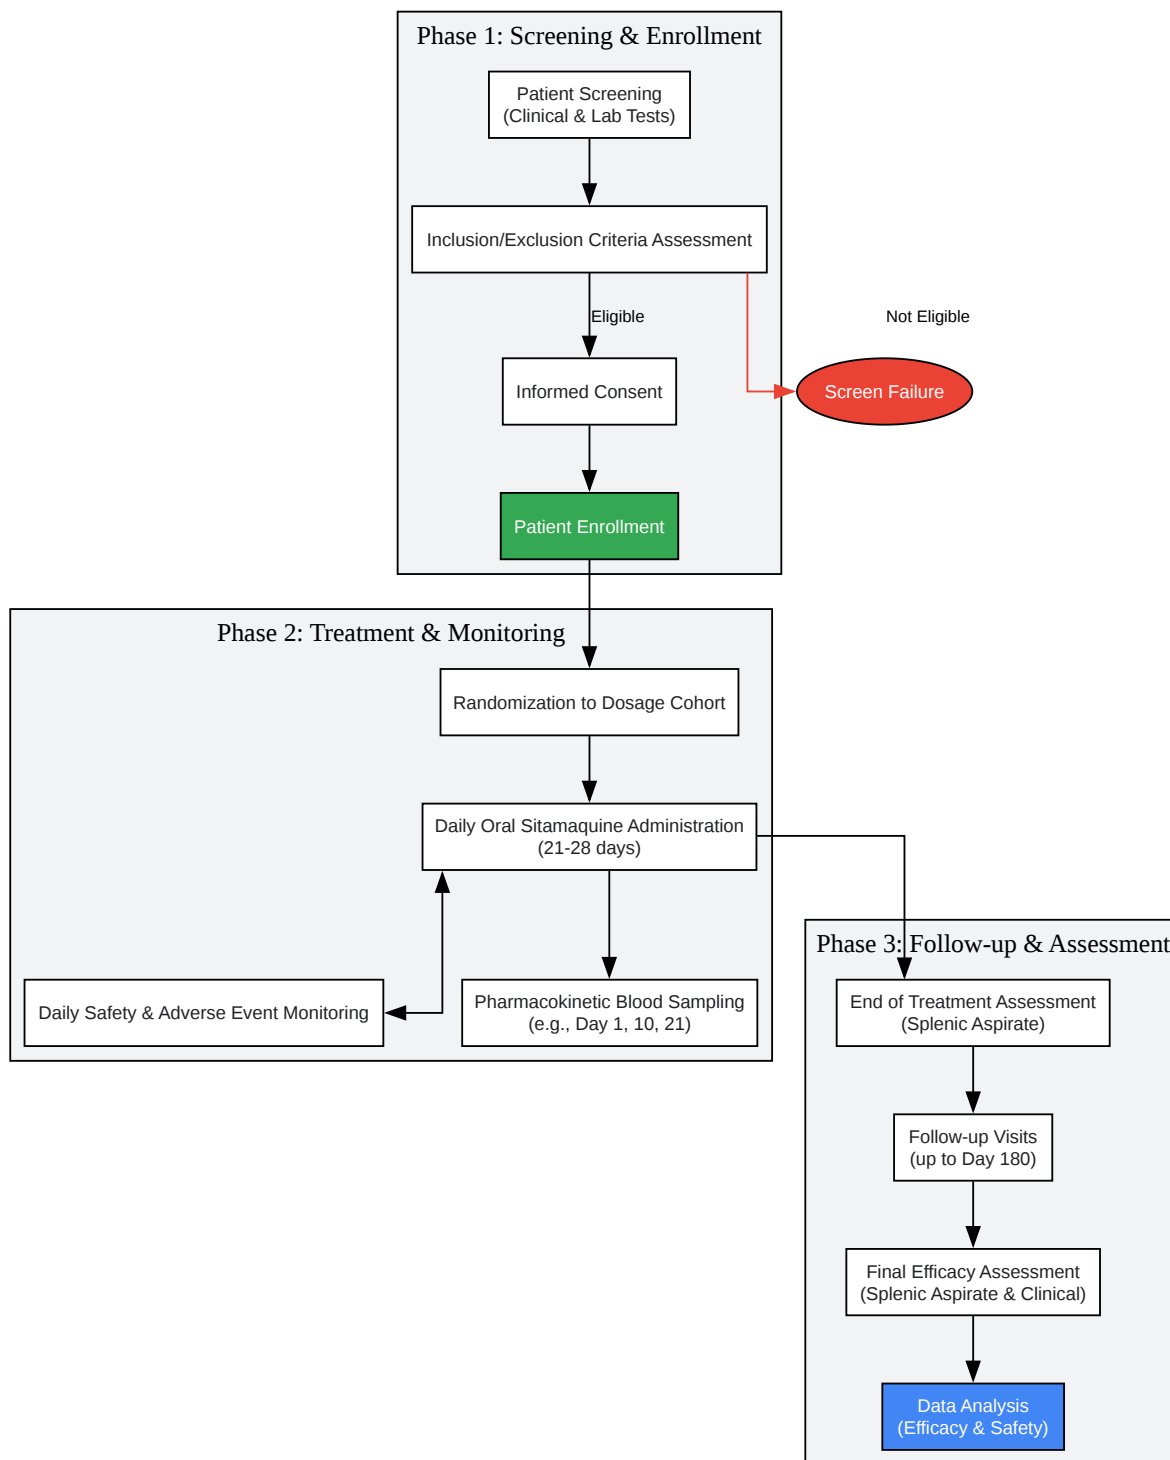 Phase 1: Screening & Enrollment
Patient Screening
(Clinical & Lab Tests)
Inclusion/Exclusion Criteria Assessment
Eligible
Not Eligible
Informed Consent
Screen Failure
Patient Enrollment
Phase 2: Treatment & Monitoring
Randomization to Dosage Cohort
Daily Oral Sitamaquine Administration
(21-28 days)
Daily Safety & Adverse Event Monitoring
Pharmacokinetic Blood Sampling
(e.g., Day 1, 10, 21)
Phase 3: Follow-up & Assessment
End of Treatment Assessment
(Splenic Aspirate)
Follow-up Visits
(up to Day 180)
Final Efficacy Assessment
(Splenic Aspirate & Clinical)
Data Analysis
(Efficacy & Safety)